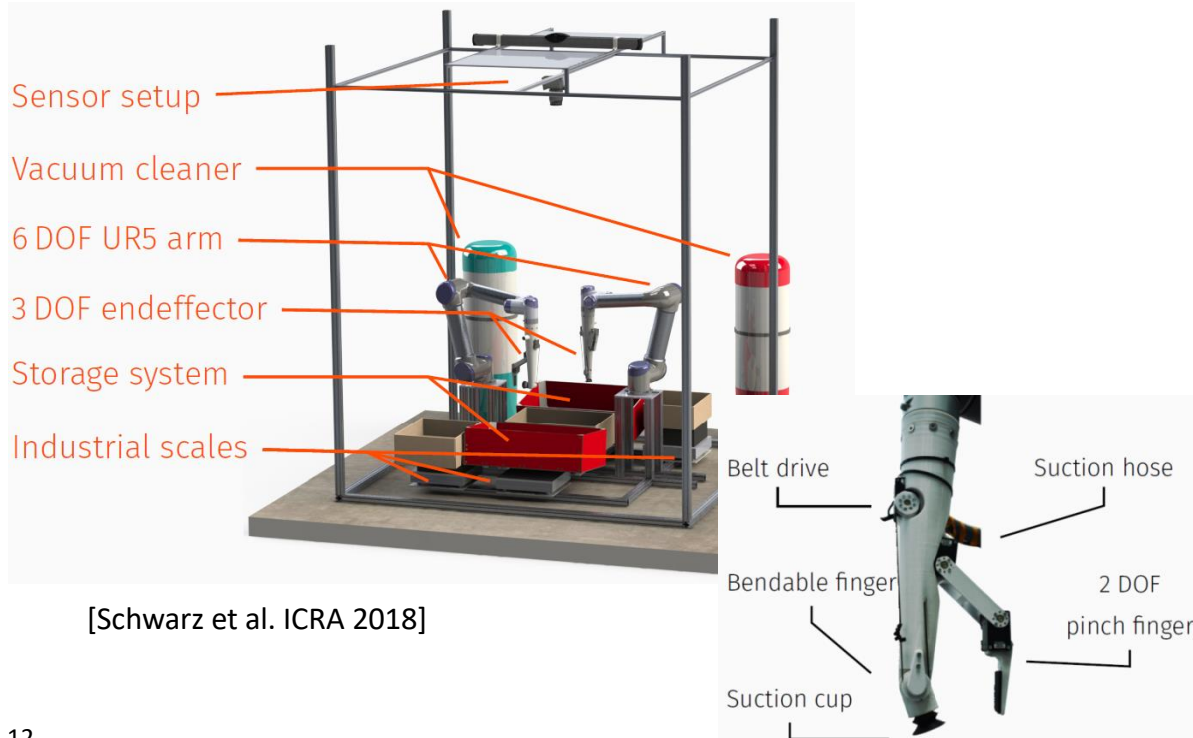 Sensor setup
Vacuum cleaner
6 DOF UR5 arm
3 DOF endeffector
Storage system
Industrial scales
Belt drive
Suction hose
Bendable finger
2 DOF
pinch finger
Suction cup
[Schwarz et al. ICRA 2018]
12